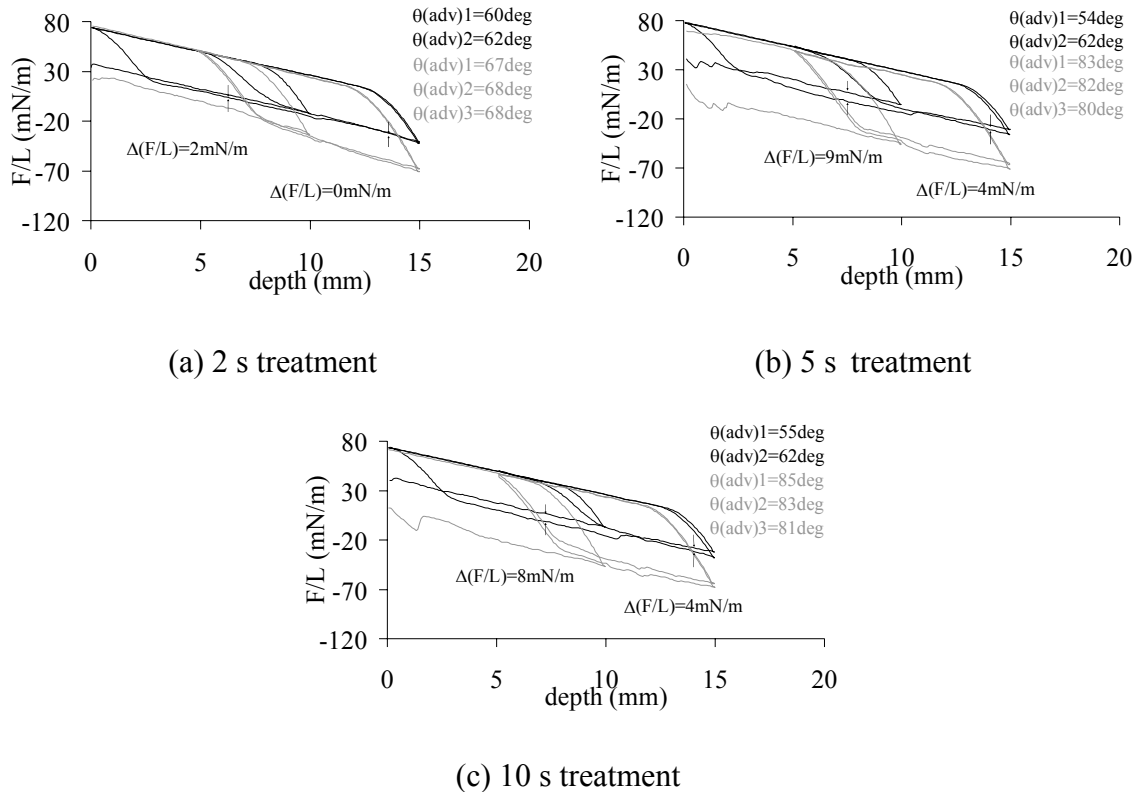 80
30
-20
-70
-120
F/L (mN/m)
0 5 10 15 20
depth (mm)
θ(adv)1=60deg
θ(adv)2=62deg
θ(adv)1=67deg
θ(adv)2=68deg
θ(adv)3=68deg
Δ(F/L)=2mN/m
Δ(F/L)=0mN/m
(a) 2 s treatment
80
30
-20
-70
-120
F/L (mN/m)
0 5 10 15 20
depth (mm)
θ(adv)1=54deg
θ(adv)2=62deg
θ(adv)1=83deg
θ(adv)2=82deg
θ(adv)3=80deg
Δ(F/L)=9mN/m
Δ(F/L)=4mN/m
(b) 5 s treatment
80
30
-20
-70
-120
F/L (mN/m)
0 5 10 15 20
depth (mm)
θ(adv)1=55deg
θ(adv)2=62deg
θ(adv)1=85deg
θ(adv)2=83deg
θ(adv)3=81deg
Δ(F/L)=8mN/m
Δ(F/L)=4mN/m
(c) 10 s treatment